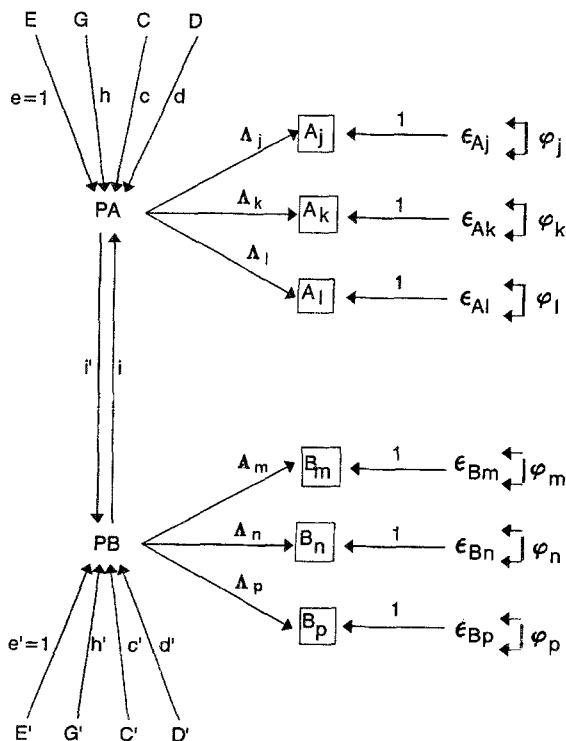 E G C D
e=1 h c d
Λj Aj 1 ϵAj φj
PA Λk Ak 1 ϵAk φk
Λl Al 1 ϵAl φl
i' i
Λm Bm 1 ϵBm φm
PB Λn Bn 1 ϵBn φn
Λp Bp 1 ϵBp φp
e'=1 h' c' d'
E' G' C' D'